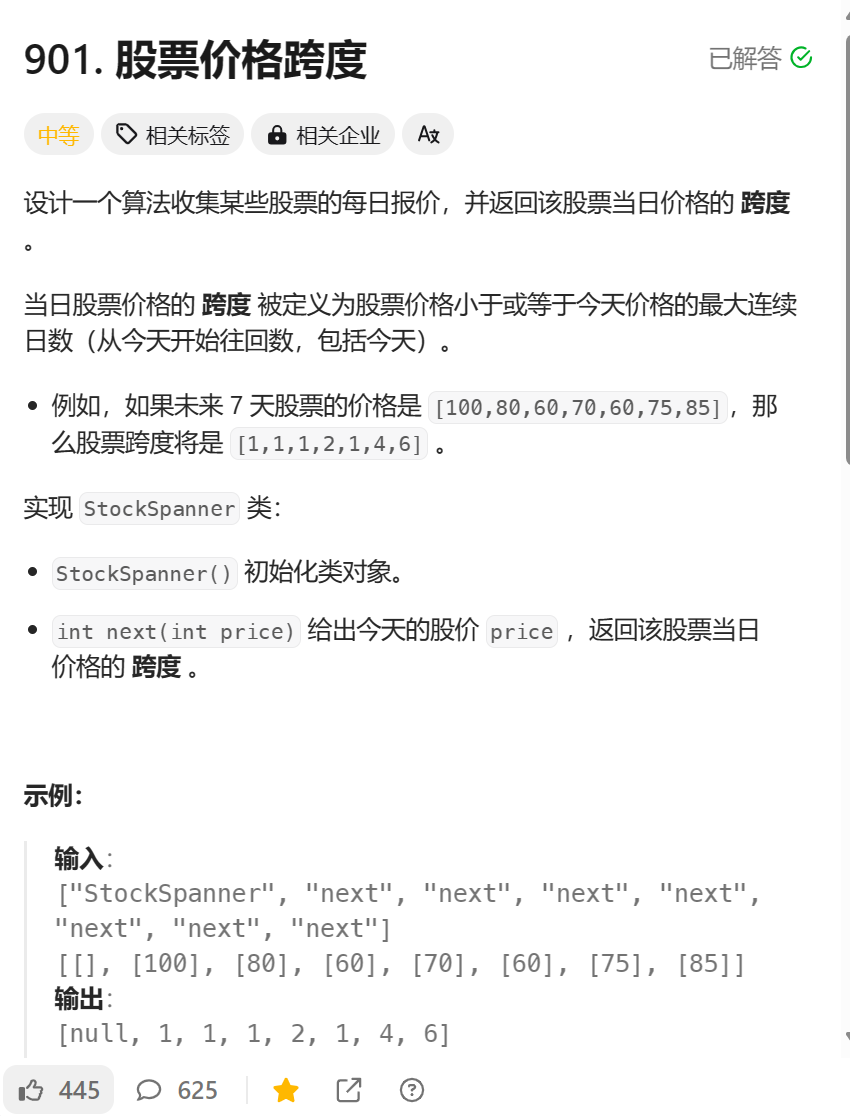 901. 股票价格跨度
已解答
中等
相关标签
相关企业
Aあ
设计一个算法收集某些股票的每日报价，并返回该股票当日价格的 跨度
。
当日股票价格的 跨度 被定义为股票价格小于或等于今天价格的最大连续
日数（从今天开始往回数，包括今天）。
例如，如果未来 7 天股票的价格是 [100,80,60,70,60,75,85]，那
么股票跨度将是 [1,1,1,2,1,4,6] 。
实现 StockSpanner 类：
StockSpanner() 初始化类对象。
int next(int price) 给出今天的股价 price ，返回该股票当日
价格的 跨度 。
示例：
输入：
["StockSpanner", "next", "next", "next", "next",
"next", "next", "next"]
[[], [100], [80], [60], [70], [60], [75], [85]]
输出：
[null, 1, 1, 1, 2, 1, 4, 6]
445
625